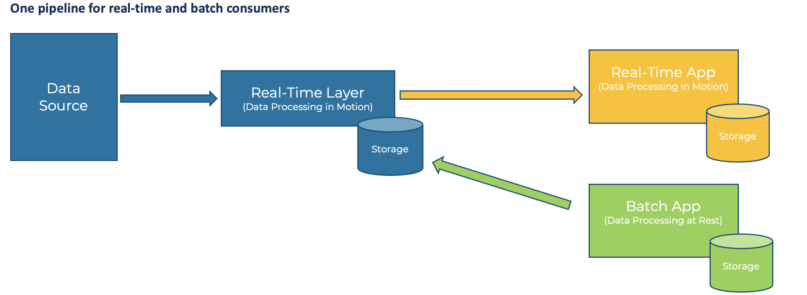 One pipeline for real-time and batch consumers
Data
Source
Real-Time Layer
(Data Processing in Motion)
Storage
Real-Time App
(Data Processing in Motion)
Storage
Batch App
(Data Processing at Rest)
Storage